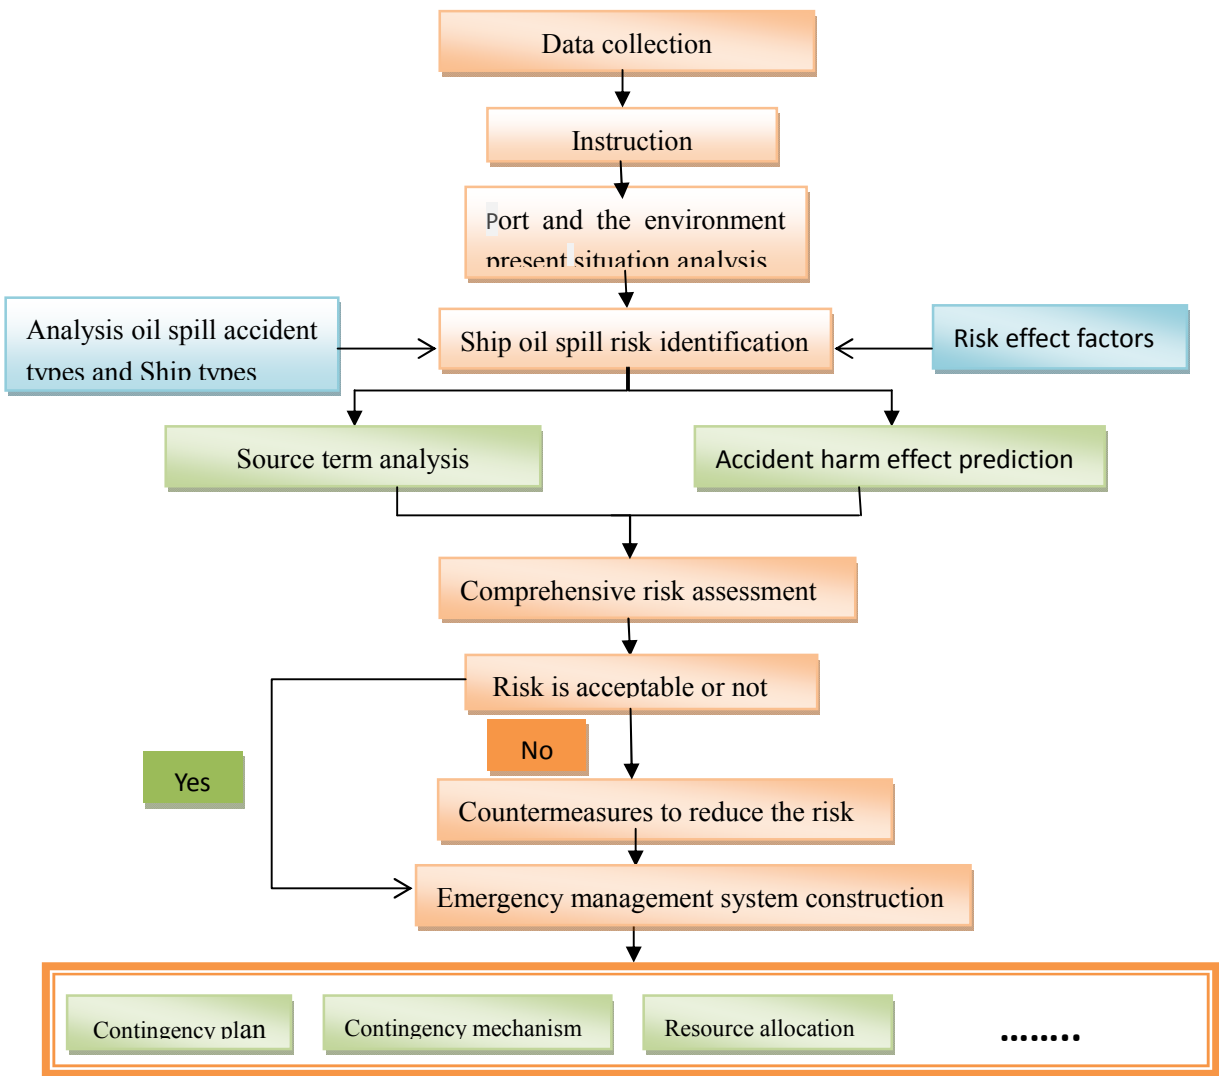 Data collection
Instruction
Port and the environment
present situation analysis
Analysis oil spill accident
types and Ship types
Ship oil spill risk identification
Risk effect factors
Source term analysis
Accident harm effect prediction
Comprehensive risk assessment
Risk is acceptable or not
No
Yes
Countermeasures to reduce the risk
Emergency management system construction
Contingency plan
Contingency mechanism
Resource allocation
........